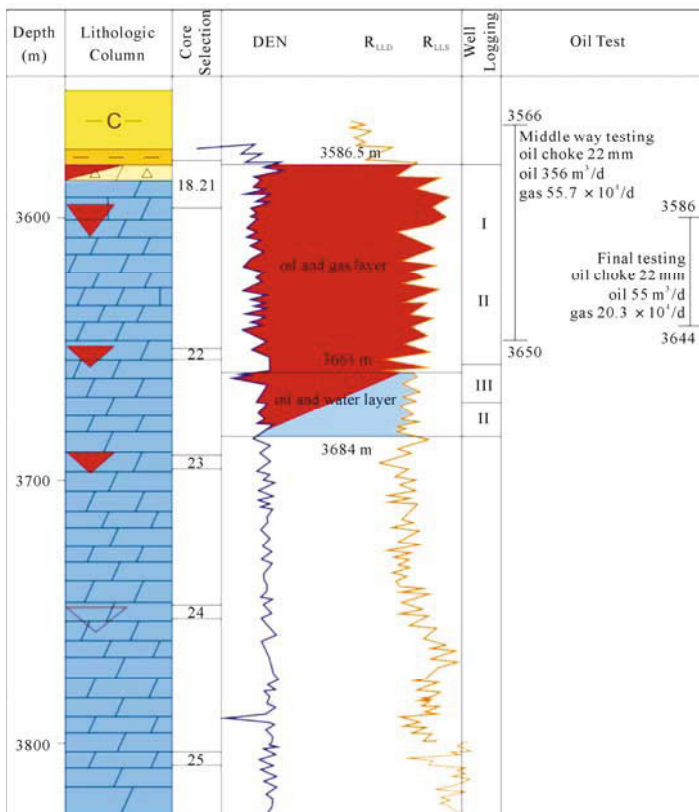 Depth
(m)
Lithologic
Column
Core
Selection
DEN
R_LLD
R_LLS
Well
Logging
Oil Test
C
3566
Middle way testing
oil choke 22 mm
oil 356 m³/d
gas 55.7 × 10⁴/d
3586.5 m
18.21
3600
I
3586
oil and gas layer
Final testing
oil choke 22 mm
oil 55 m³/d
gas 20.3 × 10⁴/d
II
3644
3650
22
oil and water layer
III
II
3684 m
23
3700
24
3800
25